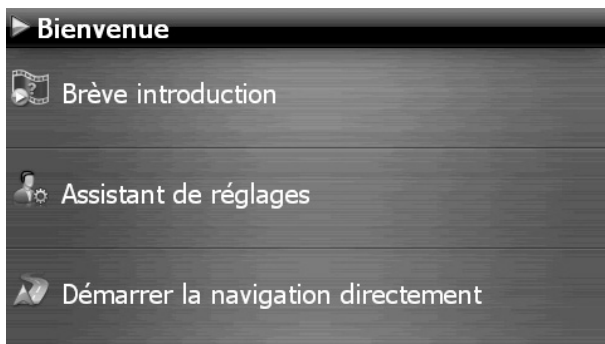 Bienvenue
Brève introduction
Assistant de réglages
Démarrer la navigation directement